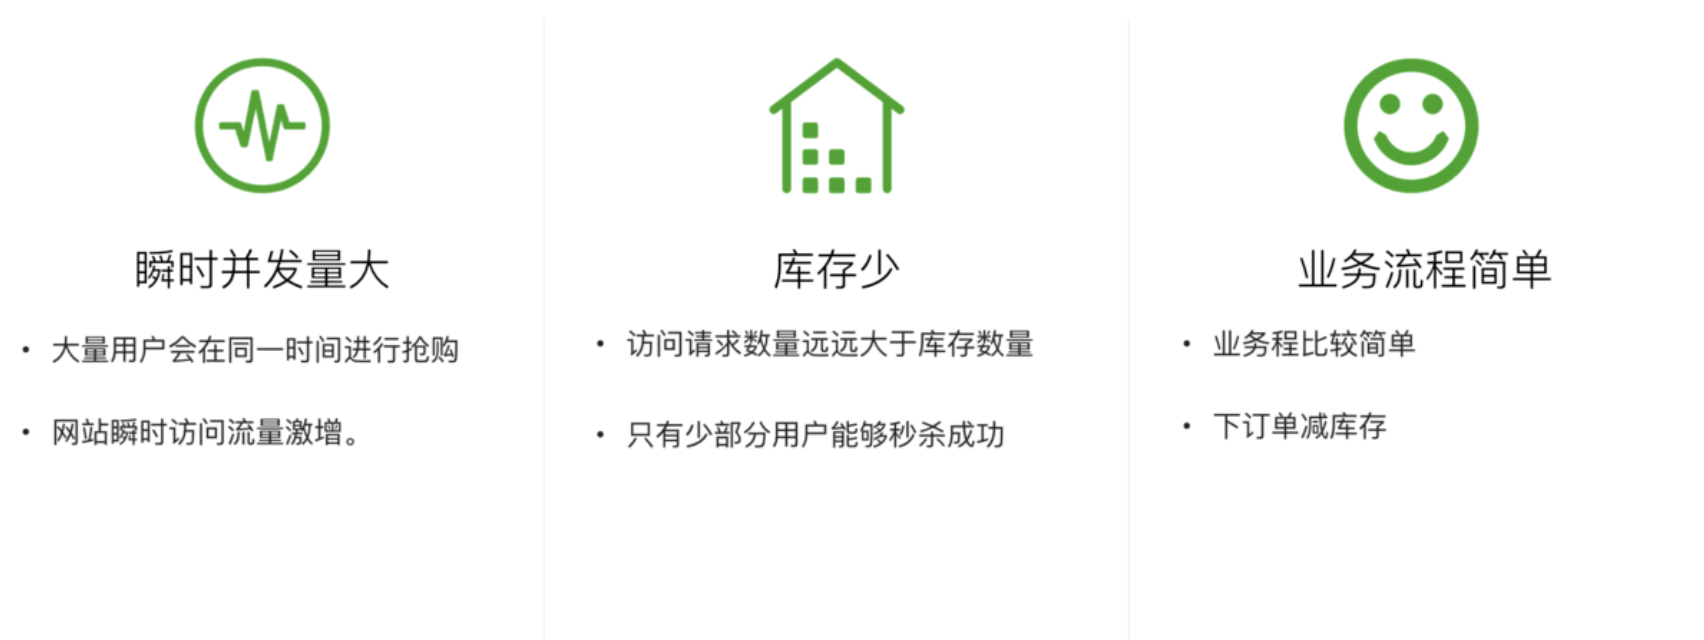 瞬时并发量大
• 大量用户会在同一时间进行抢购
• 网站瞬时访问流量激增。
库存少
• 访问请求数量远远大于库存数量
• 只有少部分用户能够秒杀成功
业务流程简单
• 业务程比较简单
• 下订单减库存